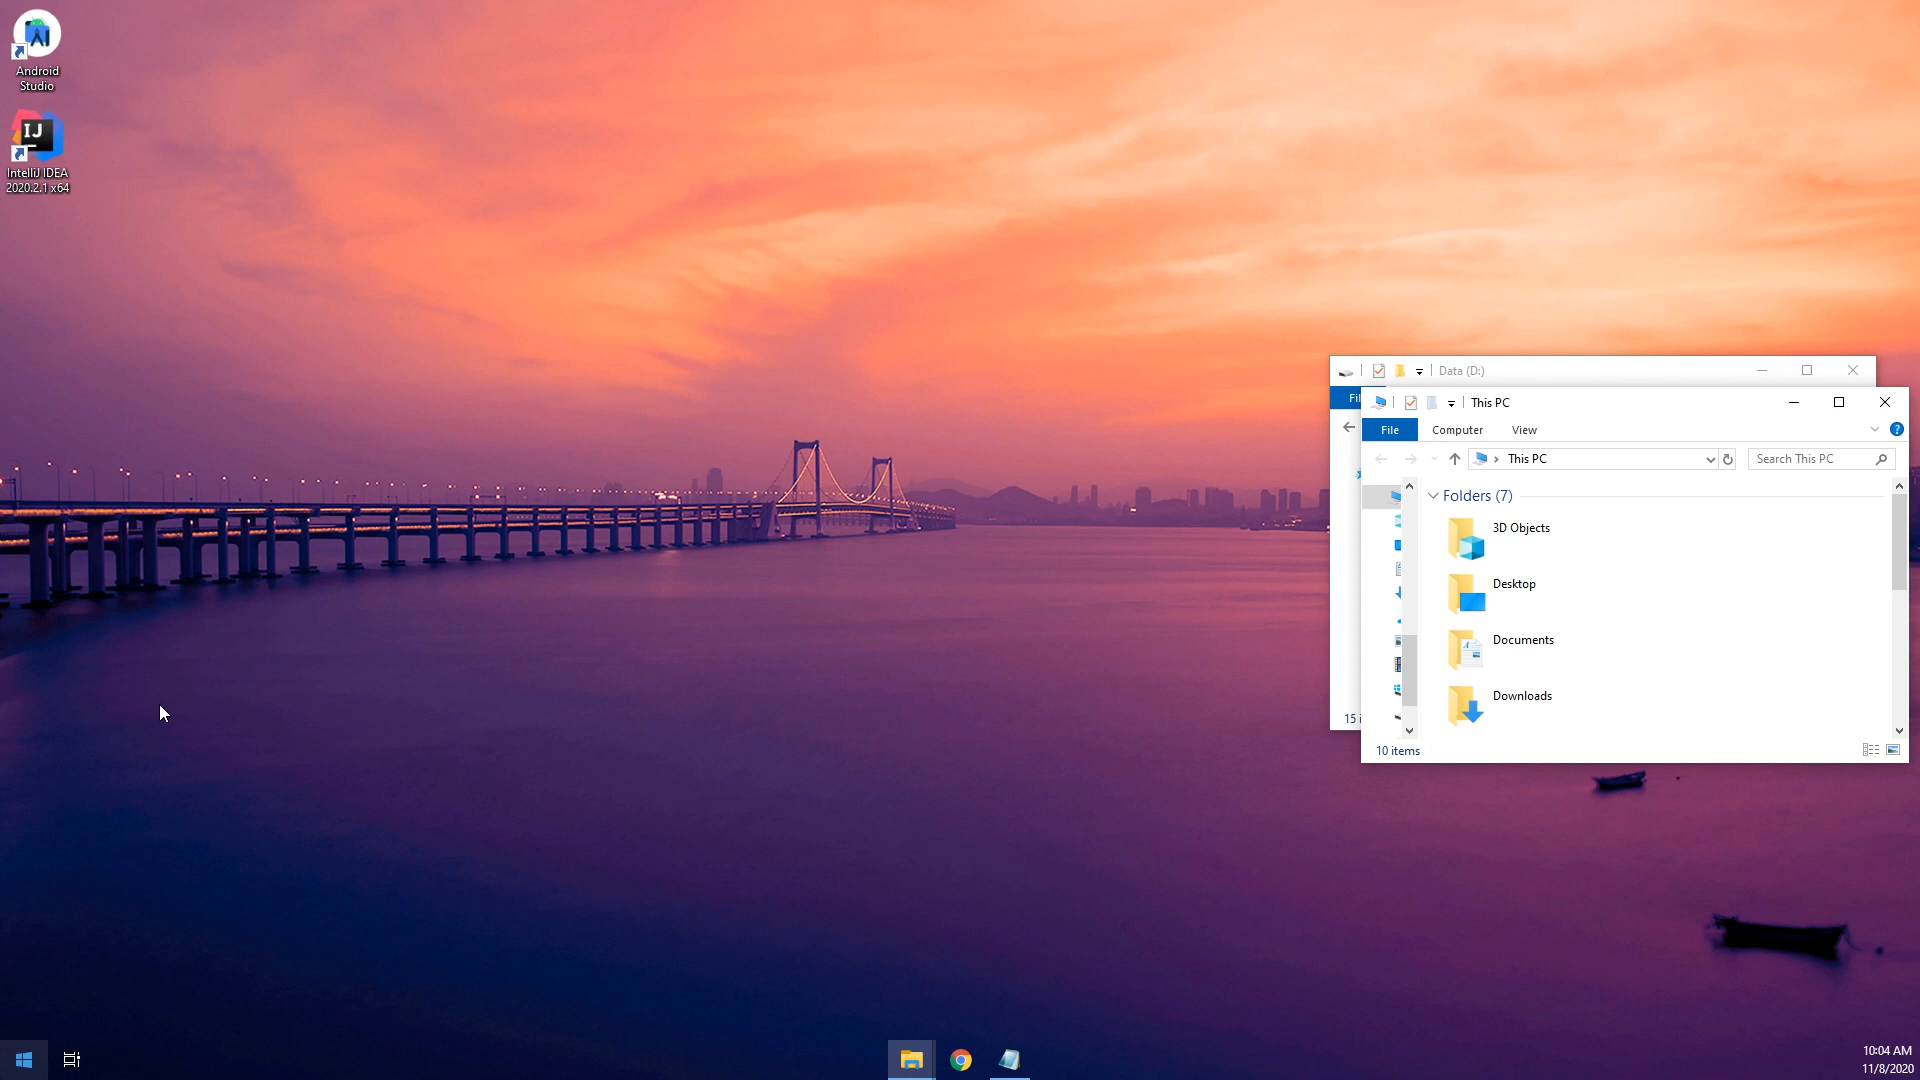 Android
Studio
IJ
IntelliJ IDEA
2020.2.1 x64
Data (D:)
This PC
File
Computer
View
This PC
Search This PC
Folders (7)
3D Objects
Desktop
Documents
Downloads
15
10 items
10:04 AM
11/8/2020